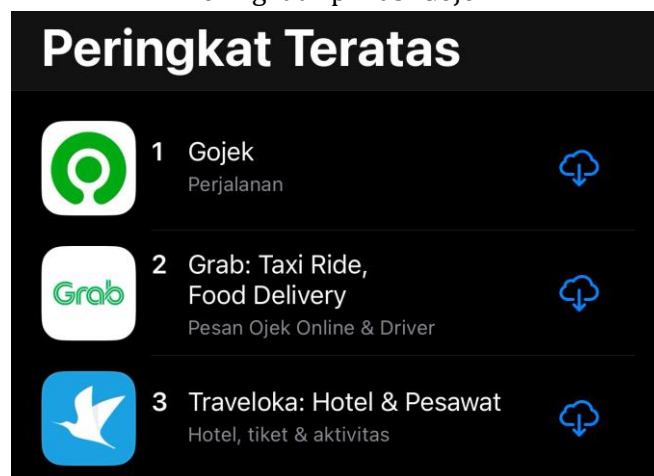 Peringkat Teratas
1 Gojek
Perjalanan
2 Grab: Taxi Ride,
Food Delivery
Grab
Pesan Ojek Online & Driver
3 Traveloka: Hotel & Pesawat
Hotel, tiket & aktivitas